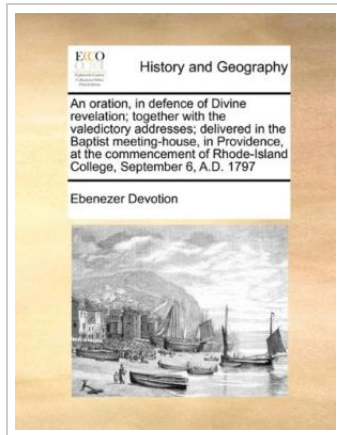 ECCO
History and Geography
An oration, in defence of Divine
revelation; together with the
valedictory addresses; delivered in the
Baptist meeting-house, in Providence,
at the commencement of Rhode-Island
College, September 6, A.D. 1797
Ebenezer Devotion